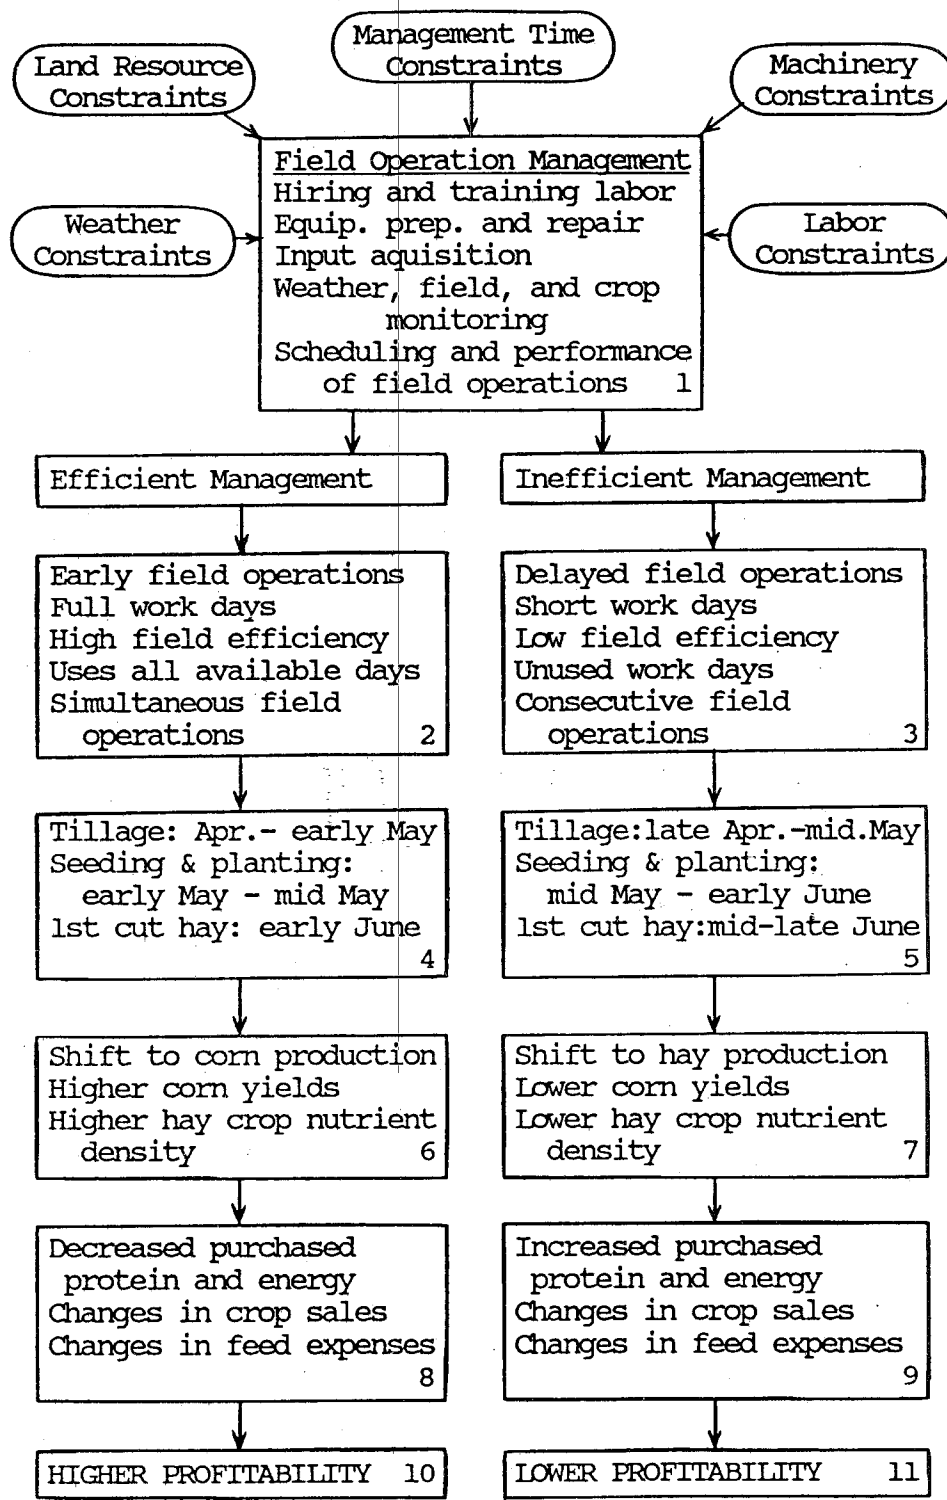 Management Time
Constraints
Land Resource
Constraints
Machinery
Constraints
Weather
Constraints
Labor
Constraints
Field Operation Management
Hiring and training labor
Equip. prep. and repair
Input aquisition
Weather, field, and crop
monitoring
Scheduling and performance
of field operations 1
Efficient Management
Inefficient Management
Early field operations
Full work days
High field efficiency
Uses all available days
Simultaneous field
operations 2
Delayed field operations
Short work days
Low field efficiency
Unused work days
Consecutive field
operations 3
Tillage: Apr.- early May
Seeding & planting:
early May - mid May
1st cut hay: early June
4
Tillage:late Apr.-mid.May
Seeding & planting:
mid May - early June
1st cut hay:mid-late June
5
Shift to corn production
Higher corn yields
Higher hay crop nutrient
density 6
Shift to hay production
Lower corn yields
Lower hay crop nutrient
density 7
Decreased purchased
protein and energy
Changes in crop sales
Changes in feed expenses
8
Increased purchased
protein and energy
Changes in crop sales
Changes in feed expenses
9
HIGHER PROFITABILITY 10
LOWER PROFITABILITY 11